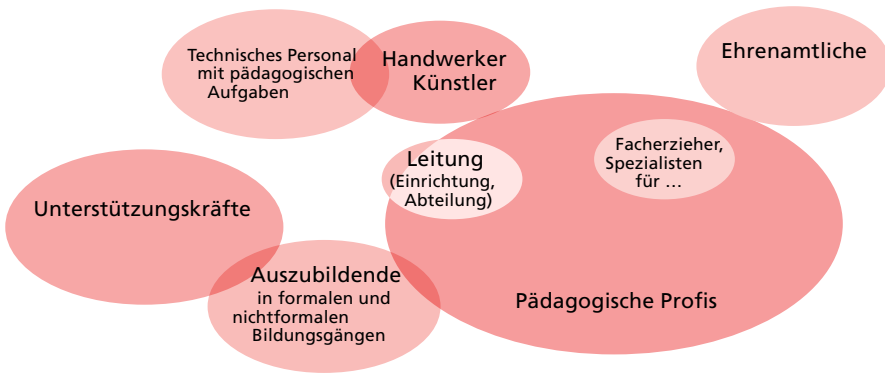 Technisches Personal
mit pädagogischen
Aufgaben
Handwerker
Künstler
Ehrenamtliche
Leitung
(Einrichtung,
Abteilung)
Facherzieher,
Spezialisten
für …
Unterstützungskräfte
Auszubildende
in formalen und
nichtformalen
Bildungsgängen
Pädagogische Profis